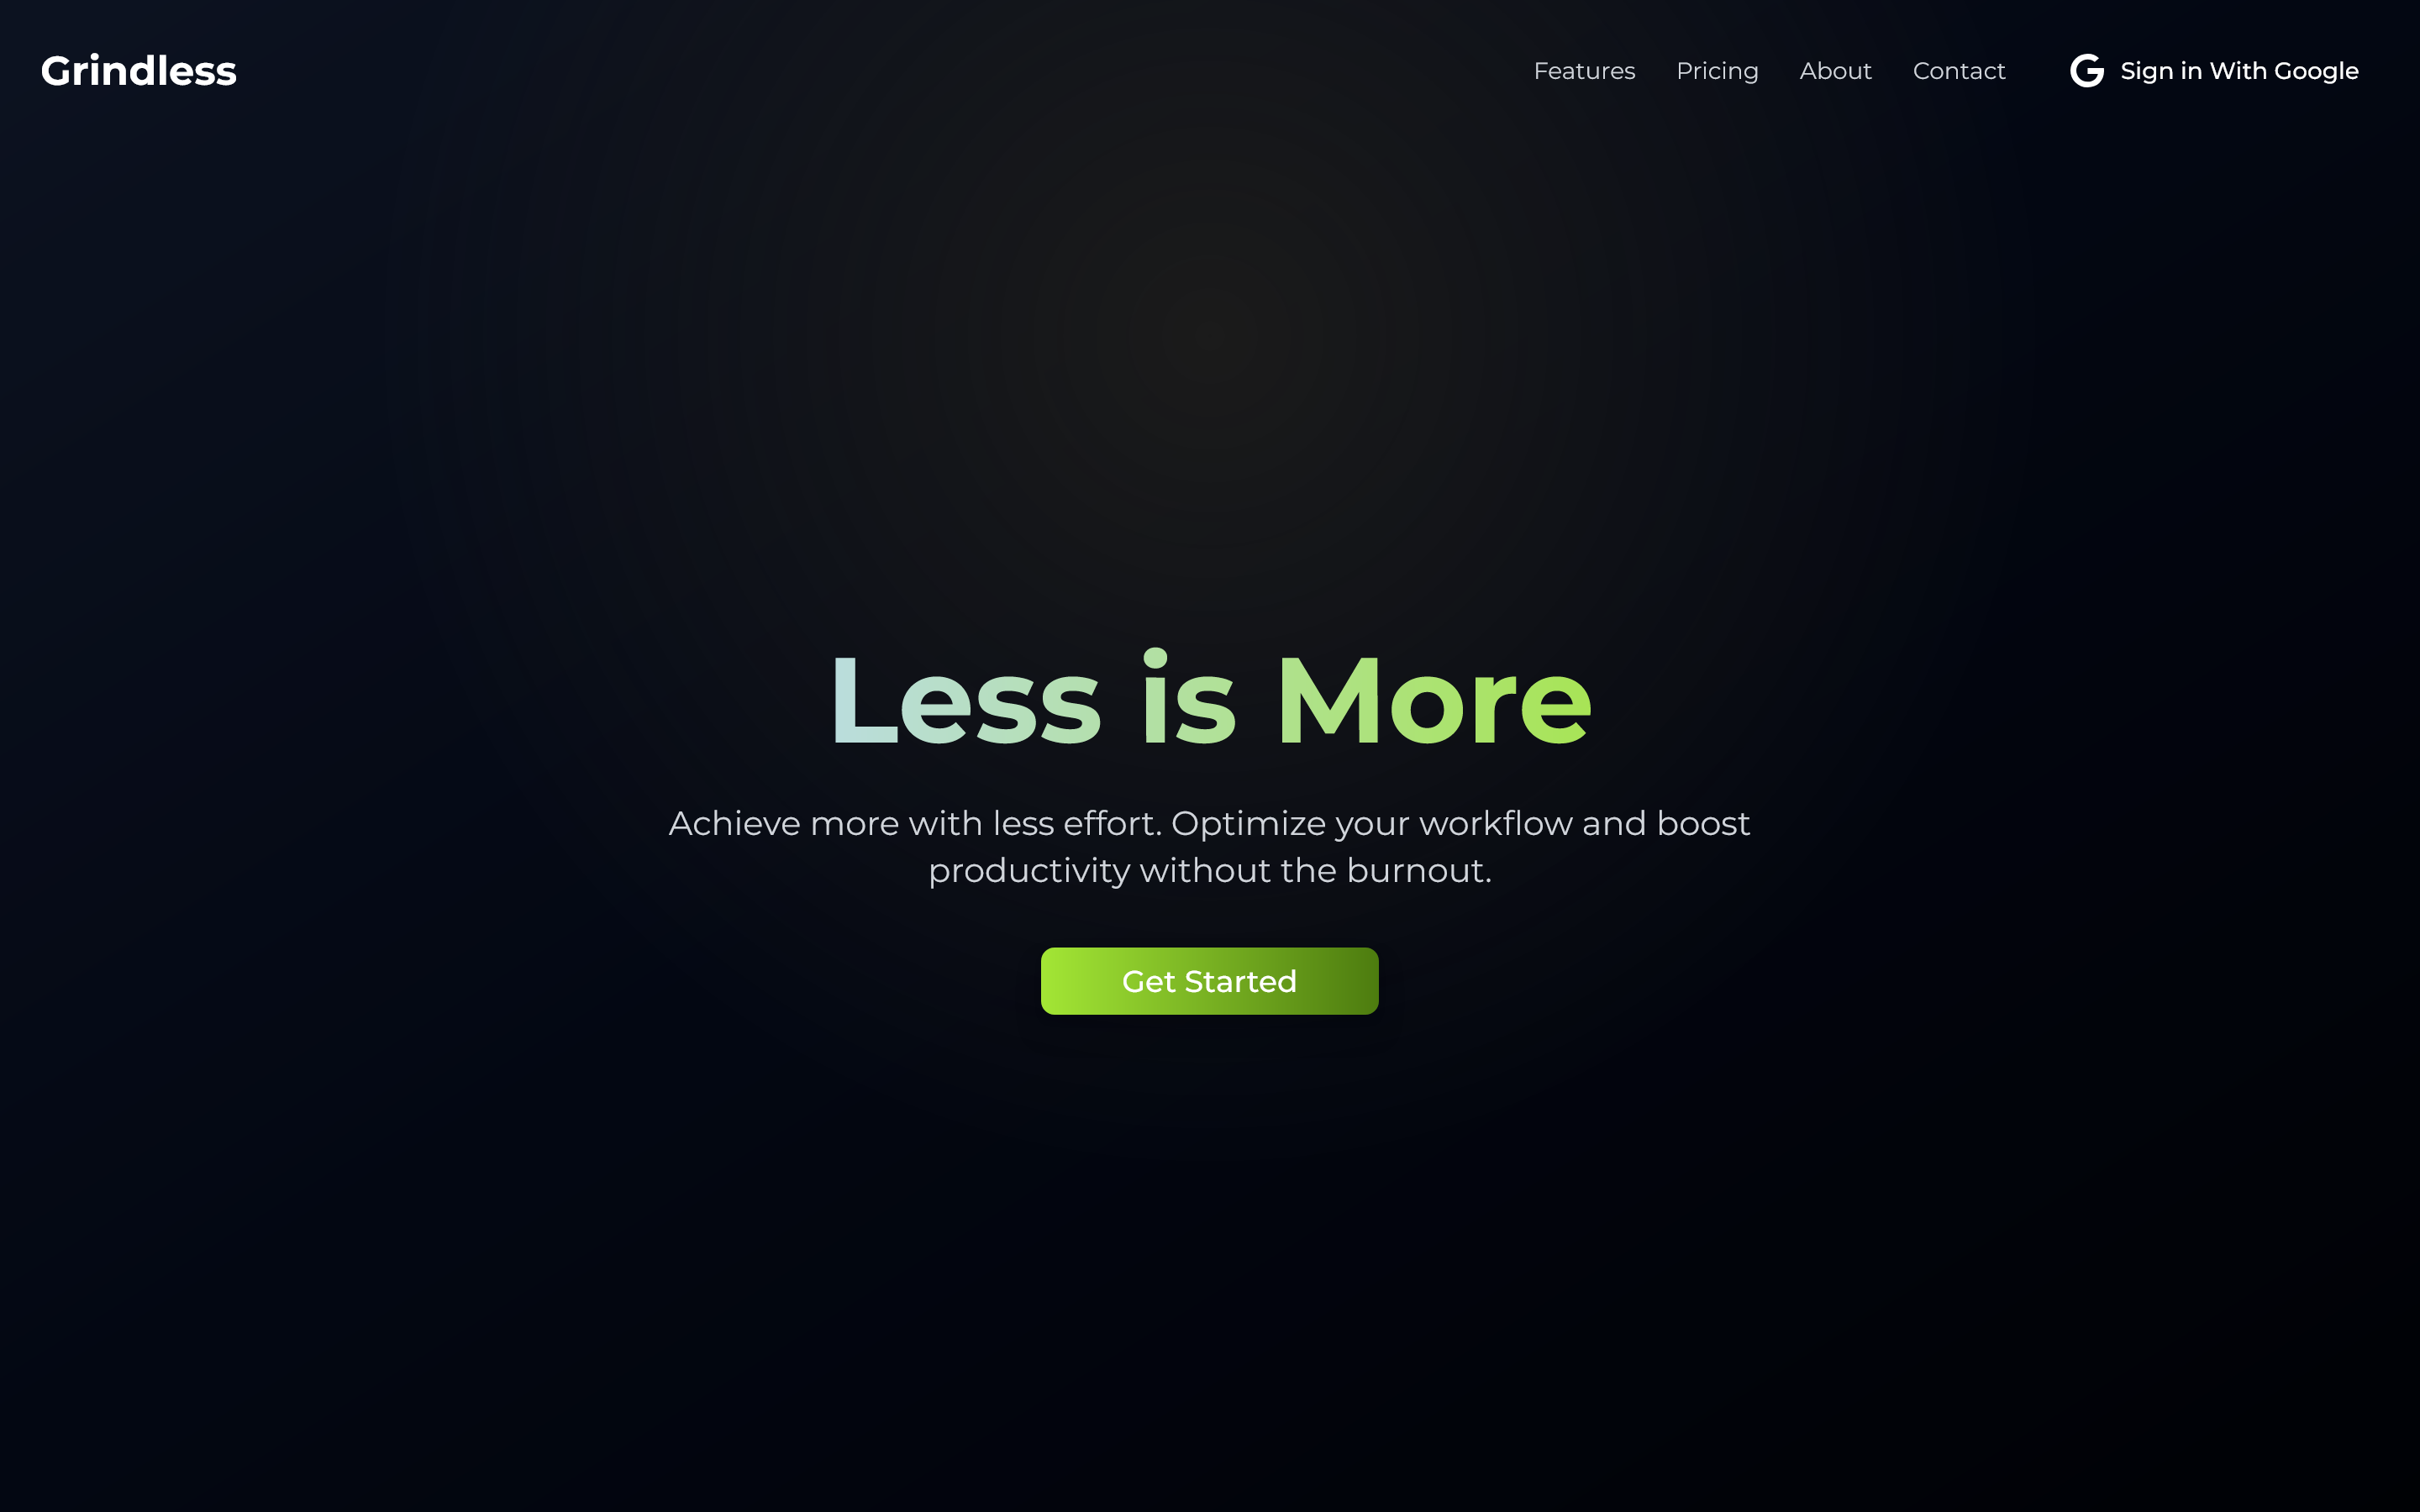 Grindless
Features
Pricing
About
Contact
Sign in With Google
Less is More
Achieve more with less effort. Optimize your workflow and boost
productivity without the burnout.
Get Started